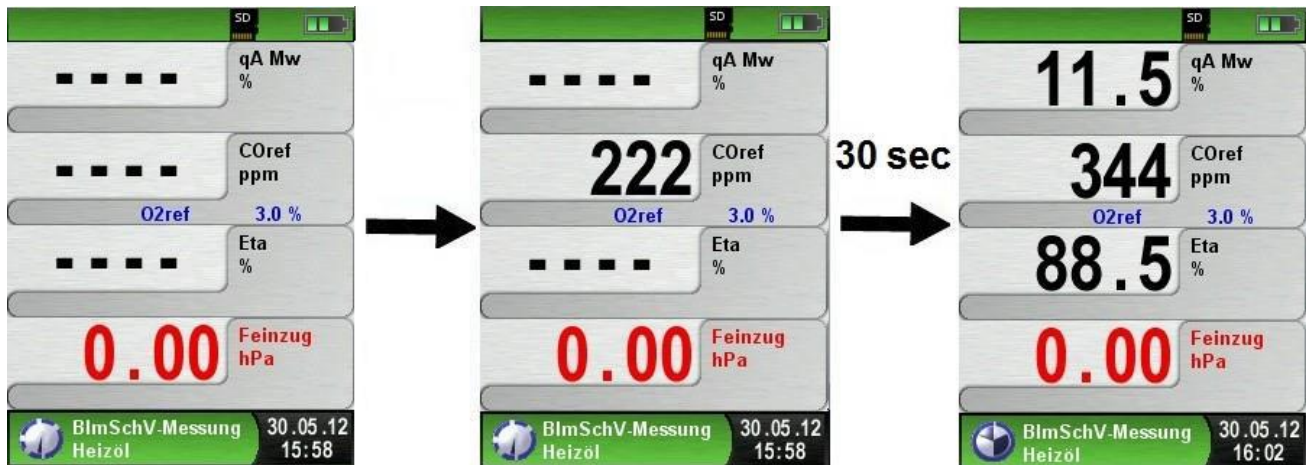 SD
- - - -
qA Mw
%
- - - -
COref
ppm
O2ref 3.0 %
- - - -
Eta
%
0.00
Feinzug
hPa
BImSchV-Messung
Heizöl
30.05.12
15:58
SD
- - - -
qA Mw
%
222
COref
ppm
O2ref 3.0 %
- - - -
Eta
%
0.00
Feinzug
hPa
BImSchV-Messung
Heizöl
30.05.12
15:58
30 sec
SD
11.5
qA Mw
%
344
COref
ppm
O2ref 3.0 %
88.5
Eta
%
0.00
Feinzug
hPa
BImSchV-Messung
Heizöl
30.05.12
16:02